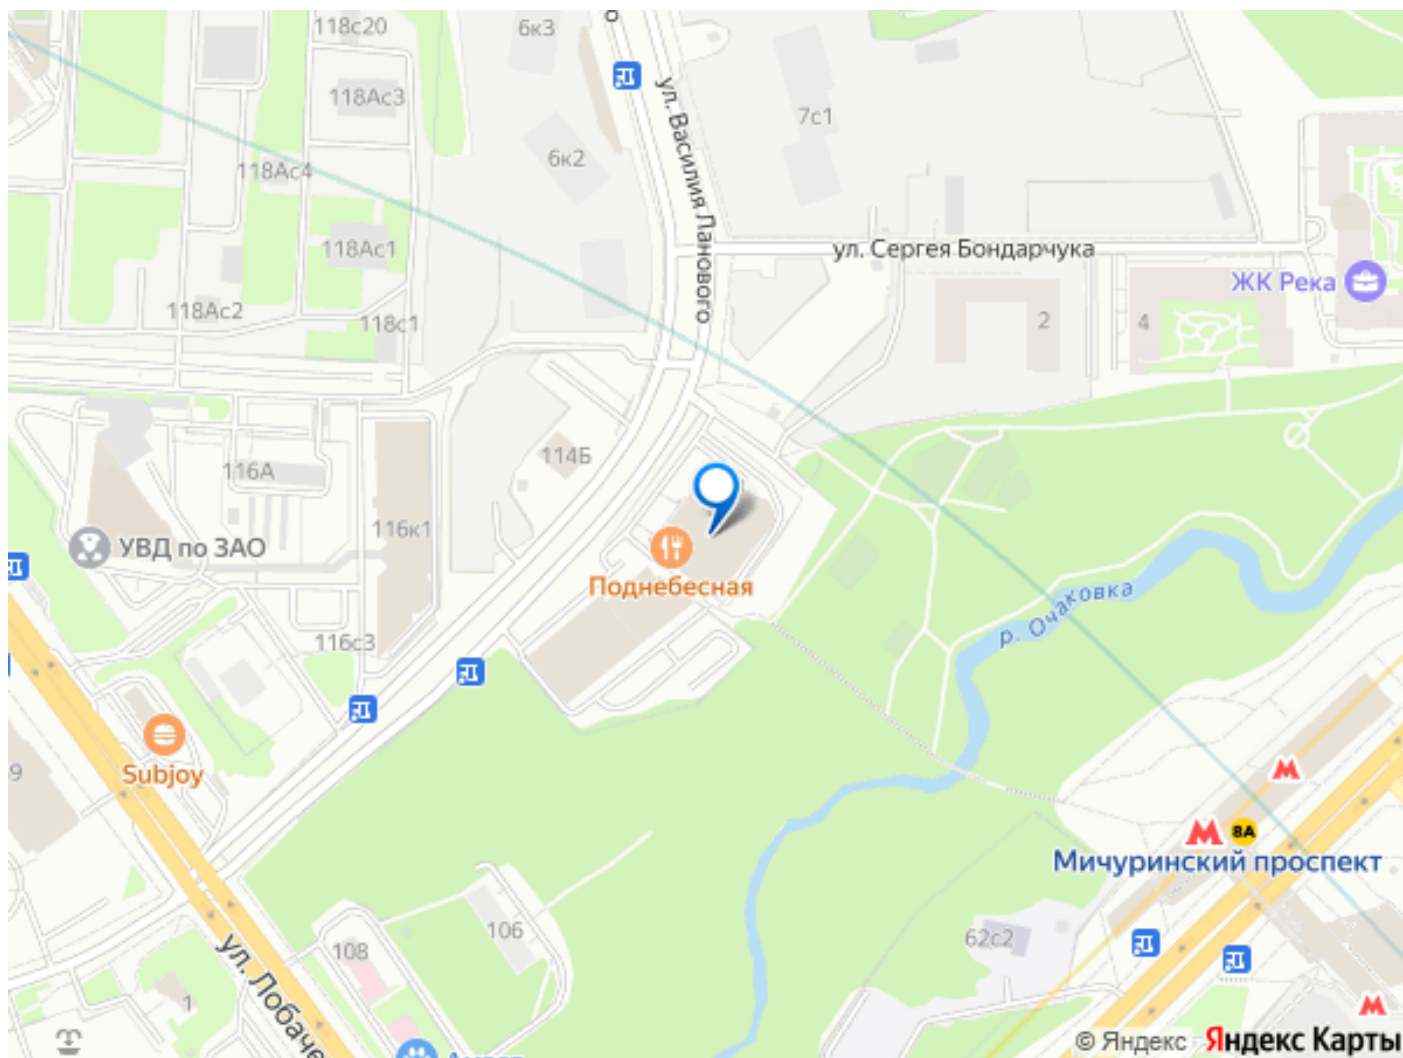 118с20
6к3
118Ас3
7с1
ул. Василия Ланового
6к2
118Ас4
118Ас1
ул. Сергея Бондарчука
ЖК Река
118Ас2
118с1
2
4
114Б
116А
116к1
УВД по ЗАО
Поднебесная
р. Очаковка
116с3
Subjoy
9
М
М
8А
Мичуринский проспект
106
62с2
108
ул. Лобаче
1
М
© Яндекс
Яндекс Карты